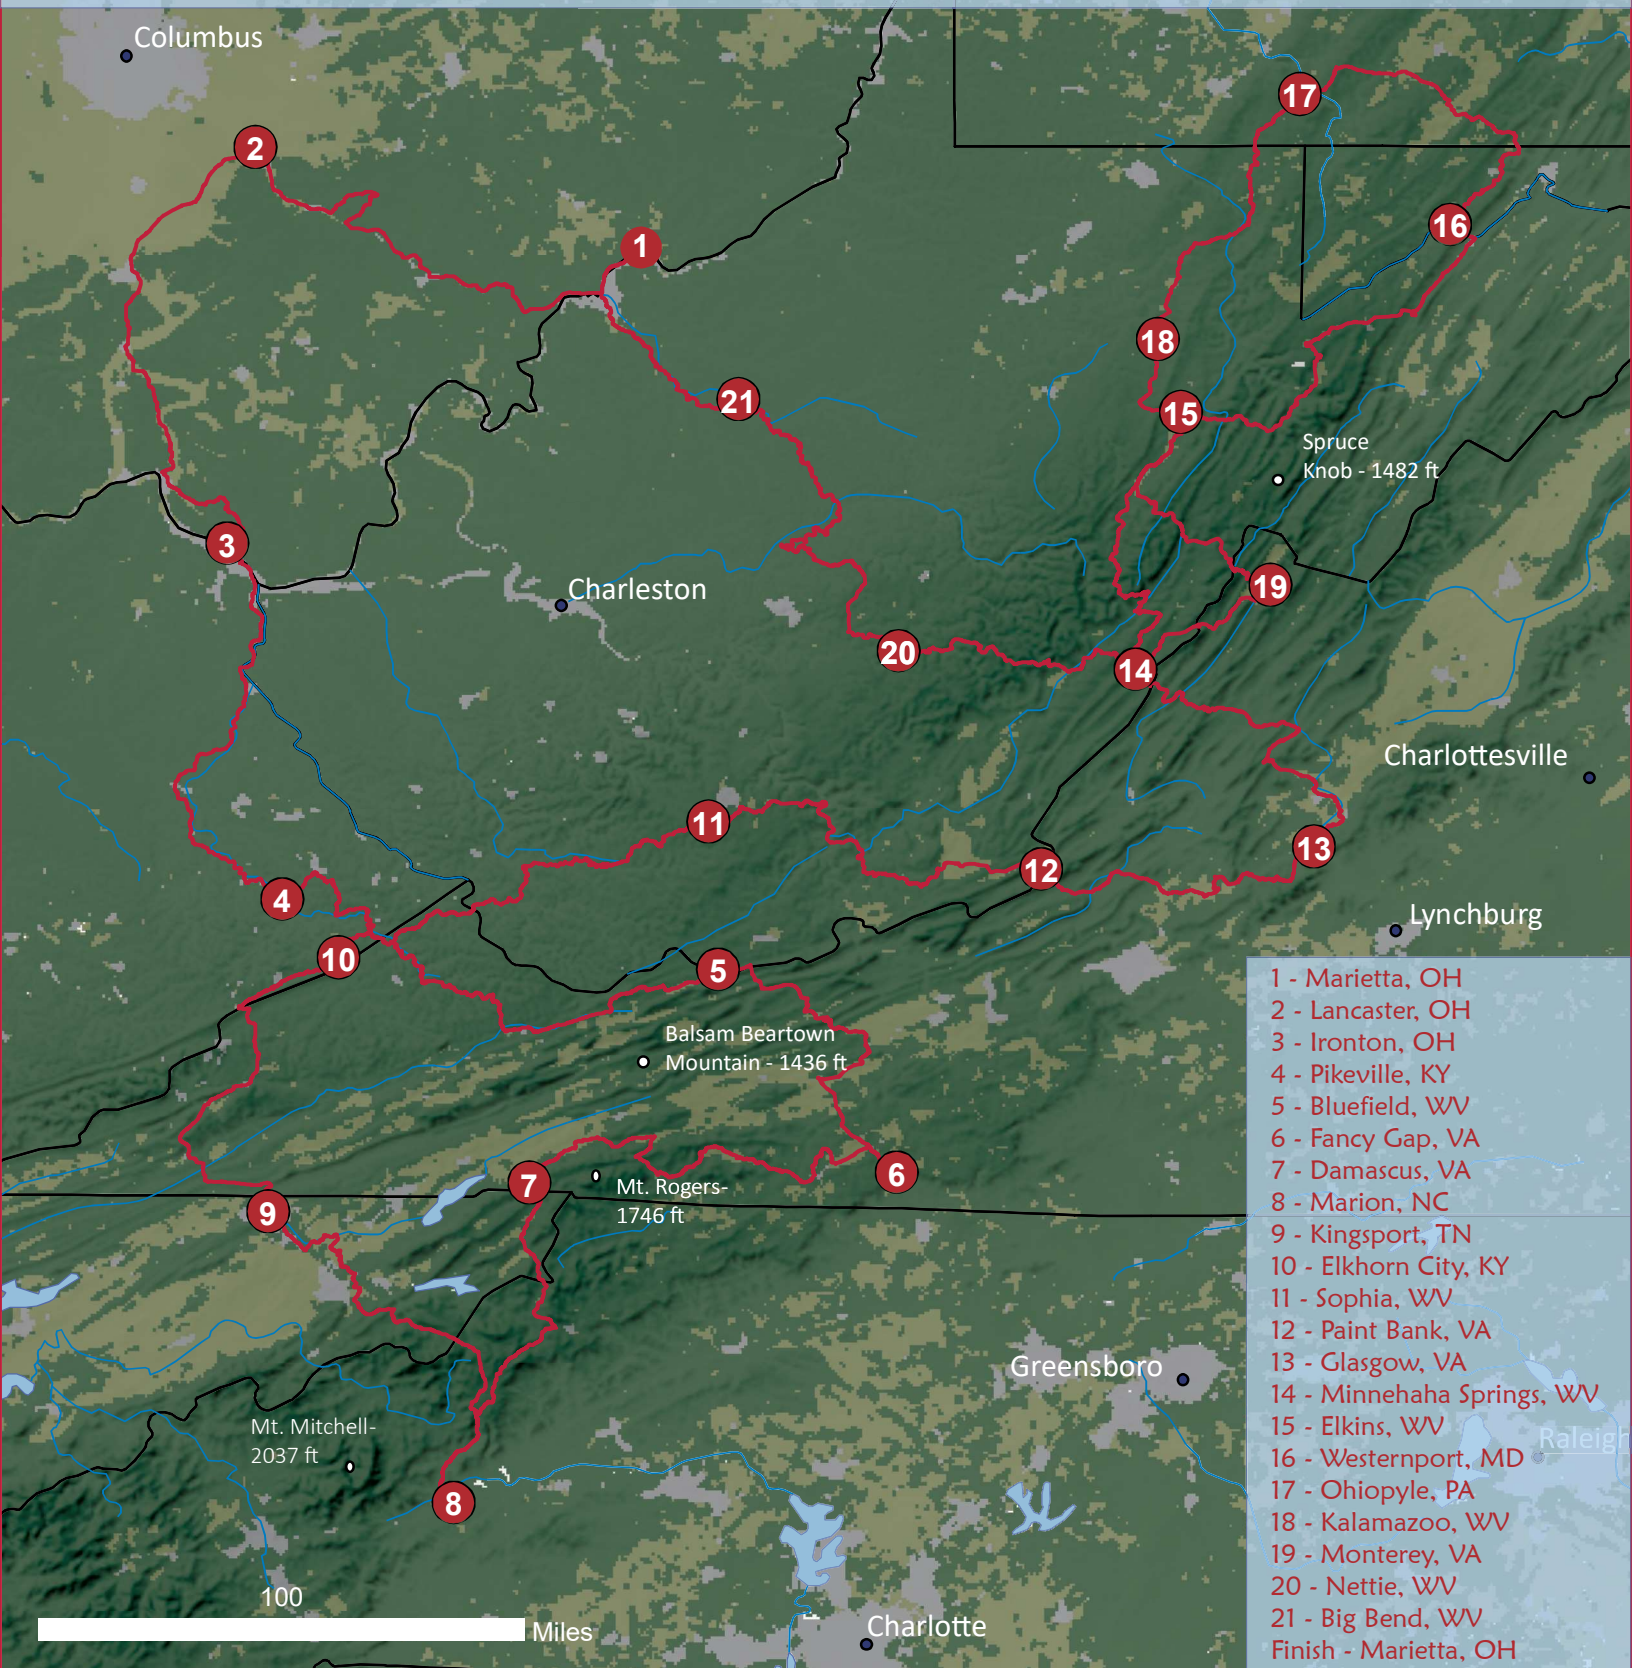 Columbus
17
2
1
16
18
21
15
Spruce
Knob - 1482 ft
3
Charleston
19
20
14
Charlottesville
11
13
12
4
Lynchburg
10
5
Balsam Beartown
Mountain - 1436 ft
6
7
Mt. Rogers-
1746 ft
9
Greensboro
Mt. Mitchell-
2037 ft
8
100
Miles
Charlotte
Raleigh
1 - Marietta, OH
2 - Lancaster, OH
3 - Ironton, OH
4 - Pikeville, KY
5 - Bluefield, WV
6 - Fancy Gap, VA
7 - Damascus, VA
8 - Marion, NC
9 - Kingsport, TN
10 - Elkhorn City, KY
11 - Sophia, WV
12 - Paint Bank, VA
13 - Glasgow, VA
14 - Minnehaha Springs, WV
15 - Elkins, WV
16 - Westernport, MD
17 - Ohiopyle, PA
18 - Kalamazoo, WV
19 - Monterey, VA
20 - Nettie, WV
21 - Big Bend, WV
Finish - Marietta, OH